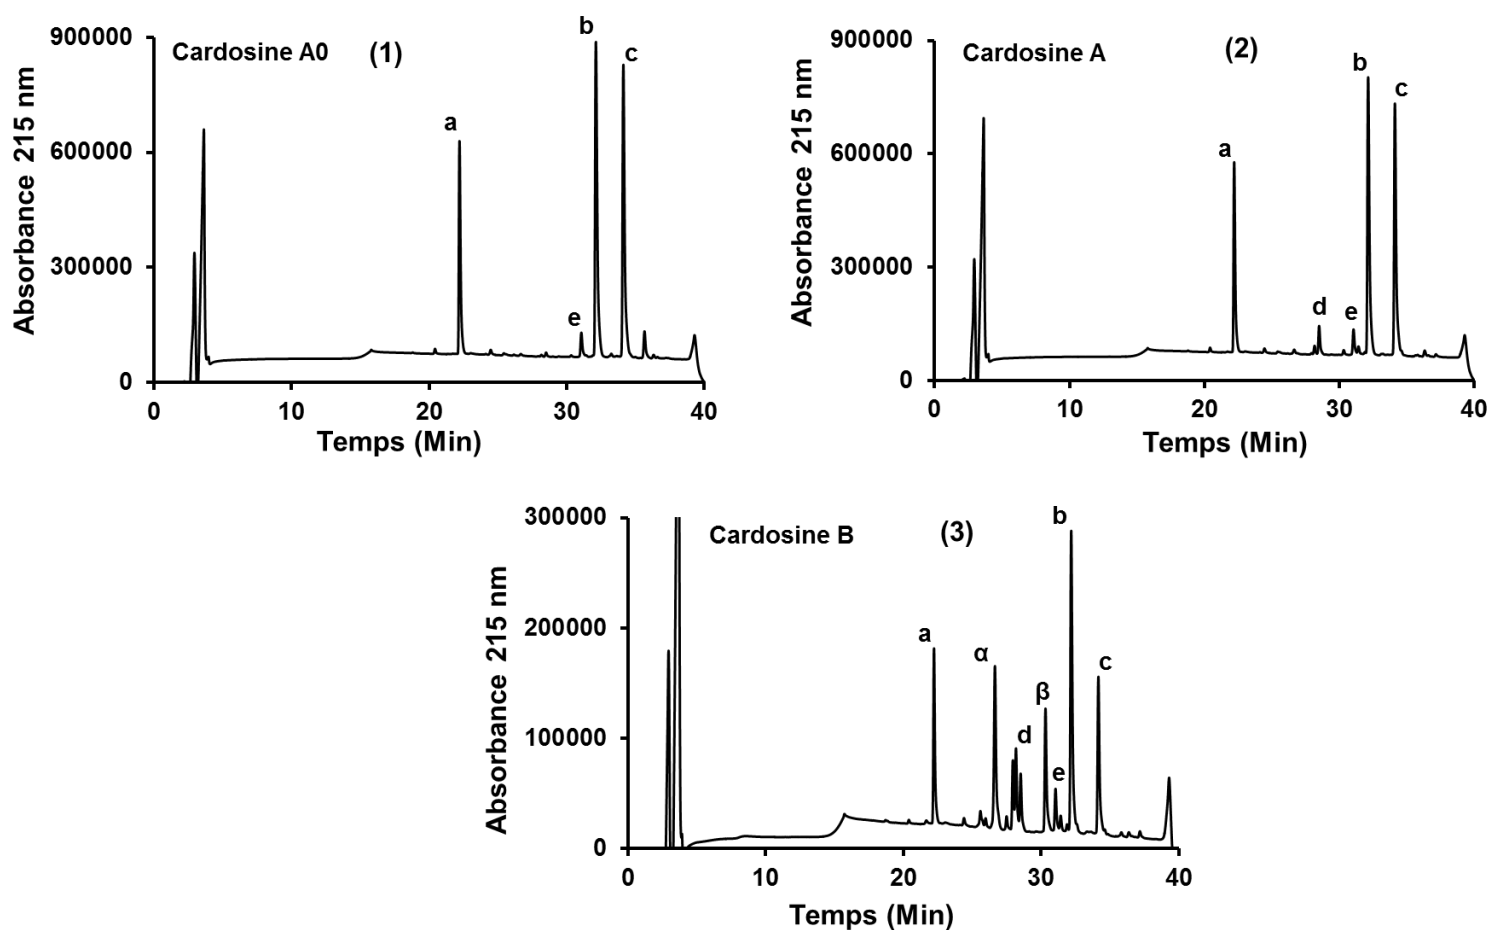 Cardosine A0 (1)
Absorbance 215 nm
900000
600000
300000
0
a
e
b
c
0 10 20 30 40
Temps (Min)
Cardosine A (2)
Absorbance 215 nm
900000
600000
300000
0
a
d
e
b
c
0 10 20 30 40
Temps (Min)
Cardosine B (3)
Absorbance 215 nm
300000
200000
100000
0
a
α
d
β
e
b
c
0 10 20 30 40
Temps (Min)